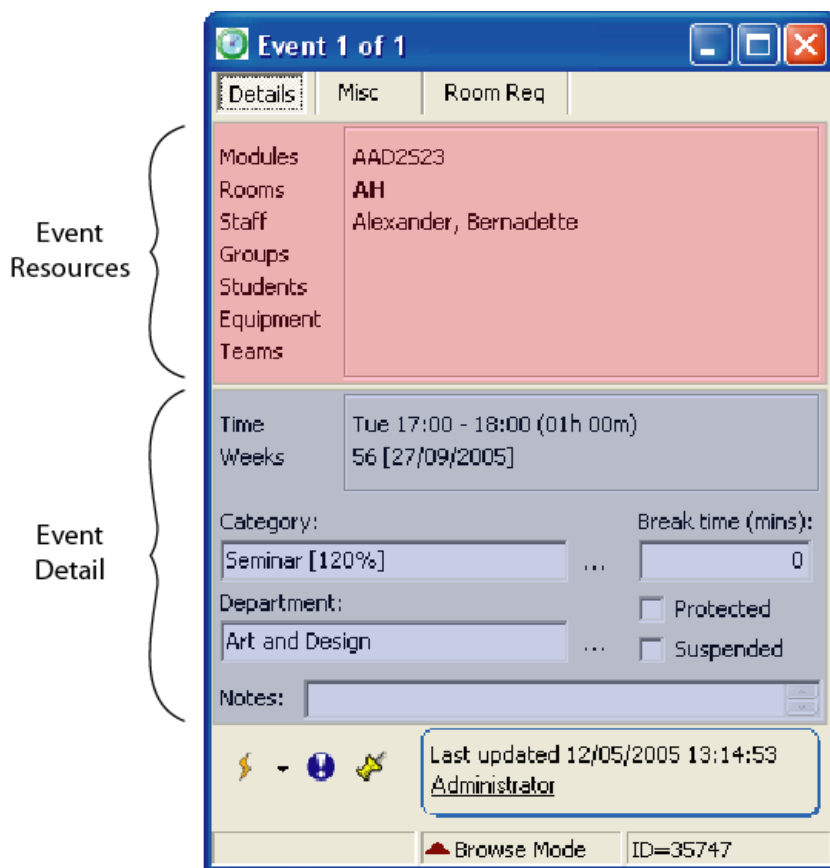 Event 1 of 1
Details Misc Room Req
Event
Resources
Modules AAD2523
Rooms AH
Staff Alexander, Bernadette
Groups
Students
Equipment
Teams
Event
Detail
Time Tue 17:00 - 18:00 (01h 00m)
Weeks 56 [27/09/2005]
Category: Break time (mins):
Seminar [120%] ... 0
Department: Protected
Art and Design ... Suspended
Notes:
Last updated 12/05/2005 13:14:53
Administrator
Browse Mode ID=35747